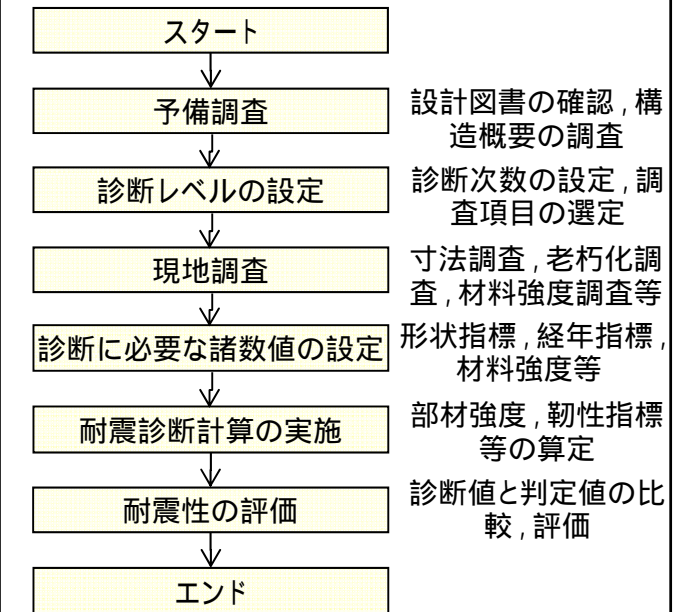 スタート
予備調査
設計図書の確認，構
造概要の調査
診断レベルの設定
診断次数の設定，調
査項目の選定
現地調査
寸法調査，老朽化調
査，材料強度調査等
診断に必要な諸数値の設定
形状指標，経年指標，
材料強度等
耐震診断計算の実施
部材強度，靭性指標
等の算定
耐震性の評価
診断値と判定値の比
較，評価
エンド